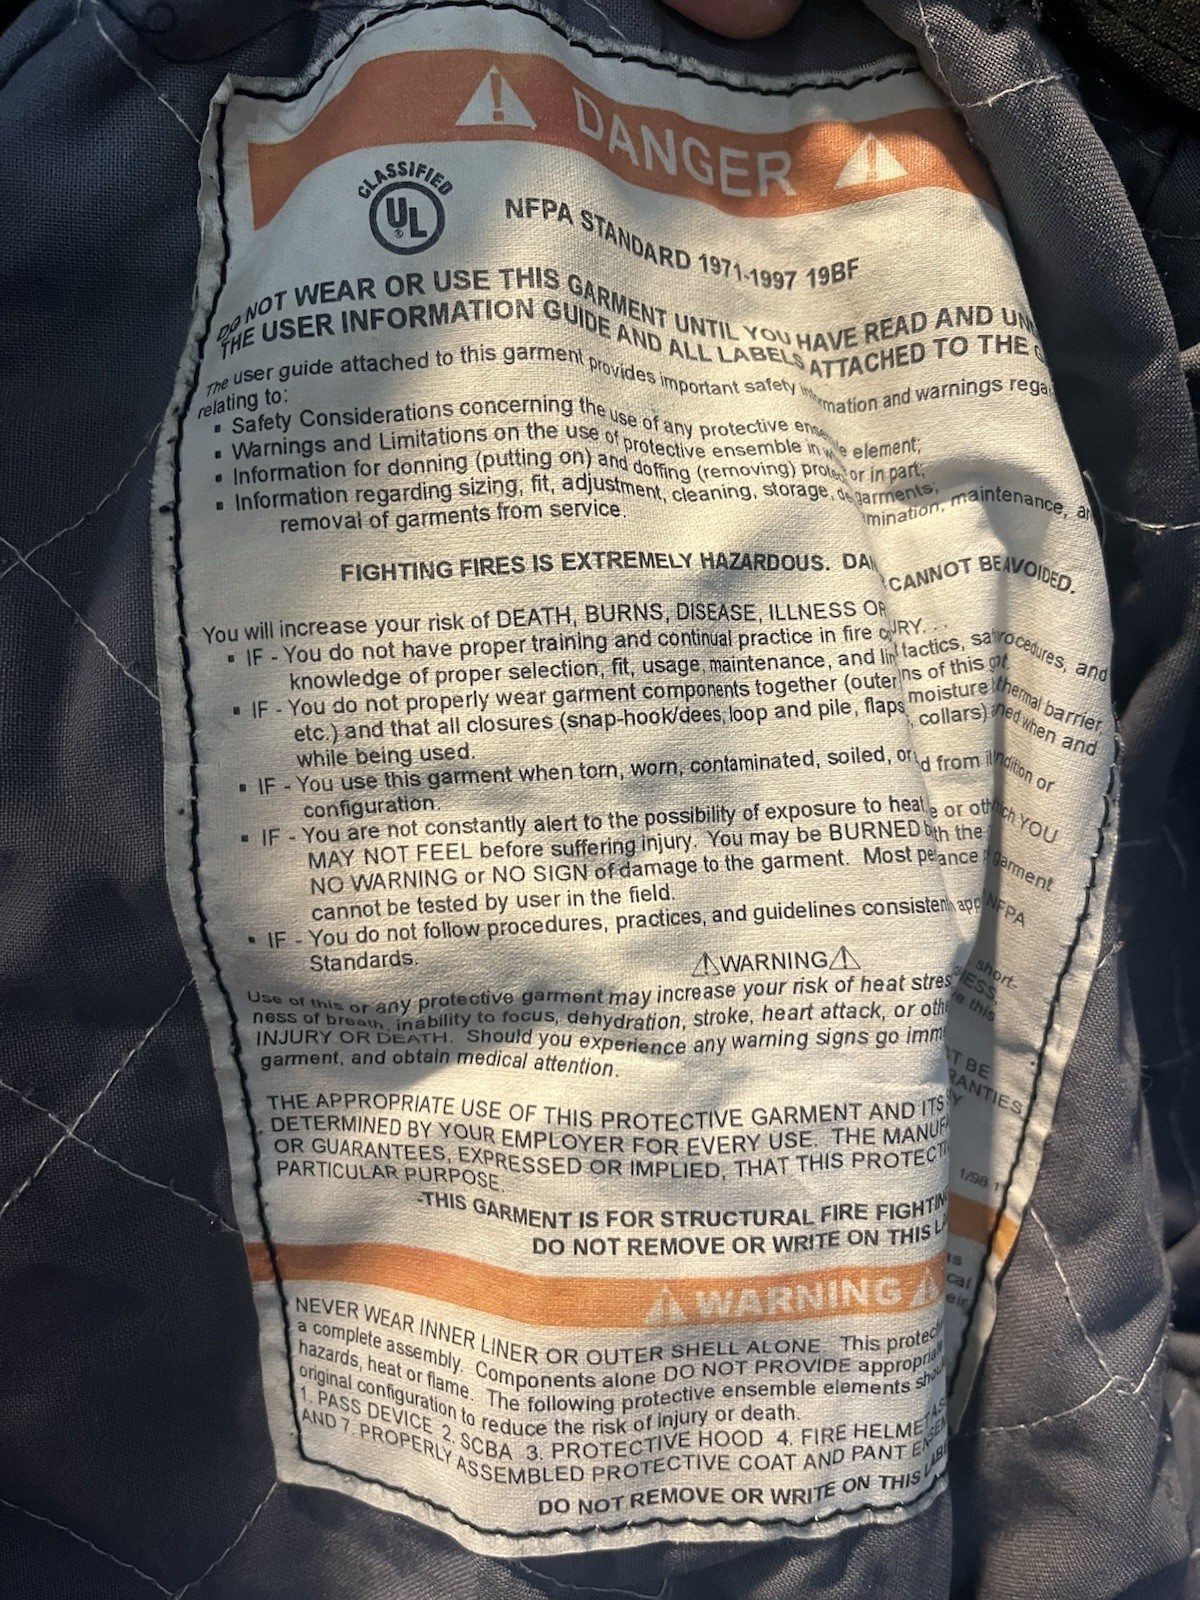 DANGER
CLASSIFIED
UL
®
NFPA STANDARD 1971-1997 19BF
DO NOT WEAR OR USE THIS GARMENT UNTIL YOU HAVE READ AND
THE USER INFORMATION GUIDE AND ALL LABELS ATTACHED TO THE
The user guide attached to this garment provides important safety information and warnings
relating to:
▪ Safety Considerations concerning the use of any protective element;
▪ Warnings and Limitations on the use of protective ensemble in or in part;
▪ Information for donning (putting on) and doffing (removing) garments;
▪ Information regarding sizing, fit, adjustment, cleaning, storage, maintenance,
removal of garments from service.
FIGHTING FIRES IS EXTREMELY HAZARDOUS. CANNOT BE AVOIDED.
You will increase your risk of DEATH, BURNS, DISEASE, ILLNESS OR
▪ IF - You do not have proper training and continual practice in fire tactics, and
knowledge of proper selection, fit, usage, maintenance, and of this
▪ IF - You do not properly wear garment components together (outer moisture thermal barrier,
etc.) and that all closures (snap-hook/dees, loop and pile, flaps, collars) when and
while being used.
▪ IF - You use this garment when torn, worn, contaminated, soiled, or from
configuration.
▪ IF - You are not constantly alert to the possibility of exposure to heat or YOU
MAY NOT FEEL before suffering injury. You may be BURNED the
NO WARNING or NO SIGN of damage to the garment. Most garment
cannot be tested by user in the field.
▪ IF - You do not follow procedures, practices, and guidelines consistent NFPA
Standards.
WARNING
Use of this or any protective garment may increase your risk of heat short-
ness of breath, inability to focus, dehydration, stroke, heart attack, or
INJURY OR DEATH. Should you experience any warning signs go this
garment, and obtain medical attention.
THE APPROPRIATE USE OF THIS PROTECTIVE GARMENT AND ITS BE
DETERMINED BY YOUR EMPLOYER FOR EVERY USE. THE
OR GUARANTEES, EXPRESSED OR IMPLIED, THAT THIS
PARTICULAR PURPOSE.
1/98
-THIS GARMENT IS FOR STRUCTURAL FIRE
DO NOT REMOVE OR WRITE ON THIS
WARNING
NEVER WEAR INNER LINER OR OUTER SHELL ALONE. This
a complete assembly. Components alone DO NOT PROVIDE
hazards, heat or flame. The following protective ensemble elements
original configuration to reduce the risk of injury or death.
1. PASS DEVICE 2. SCBA 3. PROTECTIVE HOOD 4. FIRE HELMET
AND 7. PROPERLY ASSEMBLED PROTECTIVE COAT AND PANT
DO NOT REMOVE OR WRITE ON THIS